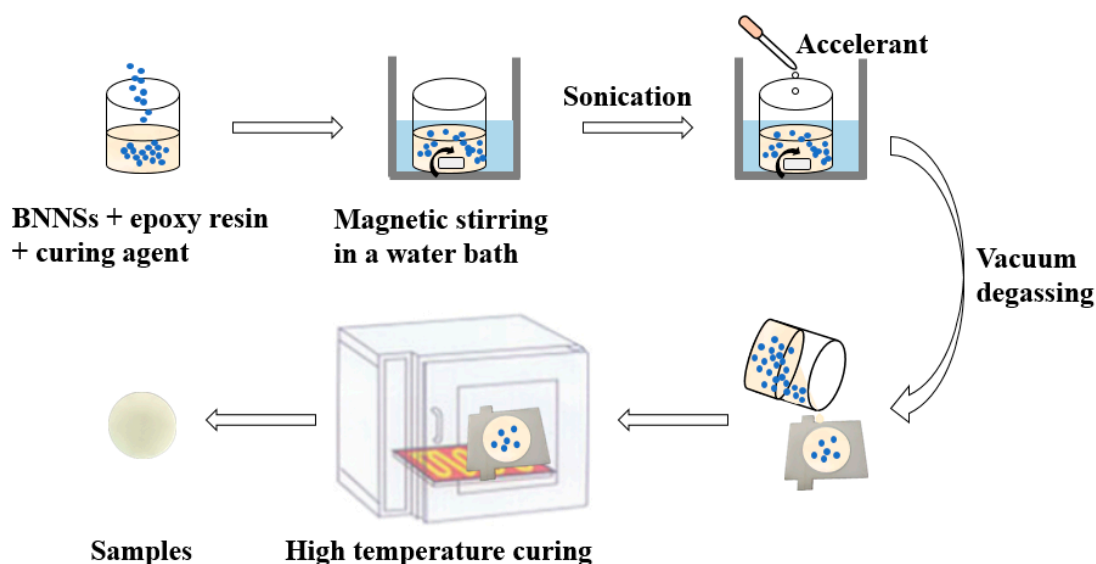 Accelerant
Sonication
BNNSs + epoxy resin
+ curing agent
Magnetic stirring
in a water bath
Vacuum
degassing
High temperature curing
Samples